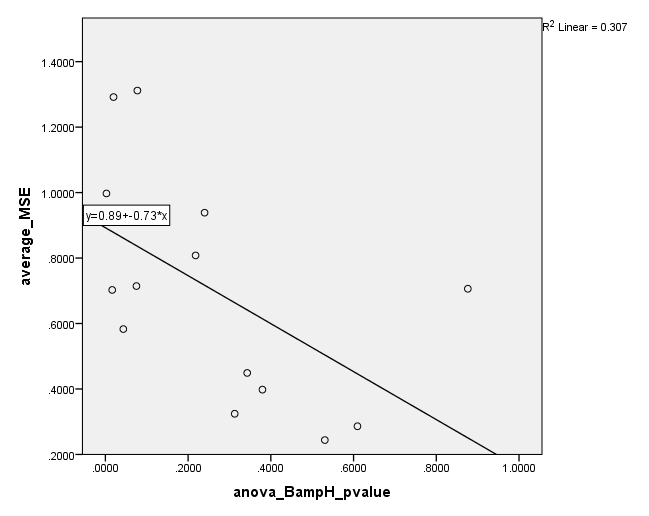 R² Linear = 0.307
1.4000
1.2000
1.0000
.8000
.6000
.4000
.2000
average_MSE
y=0.89+-0.73*x
.0000 .2000 .4000 .6000 .8000 1.0000
anova_BampH_pvalue